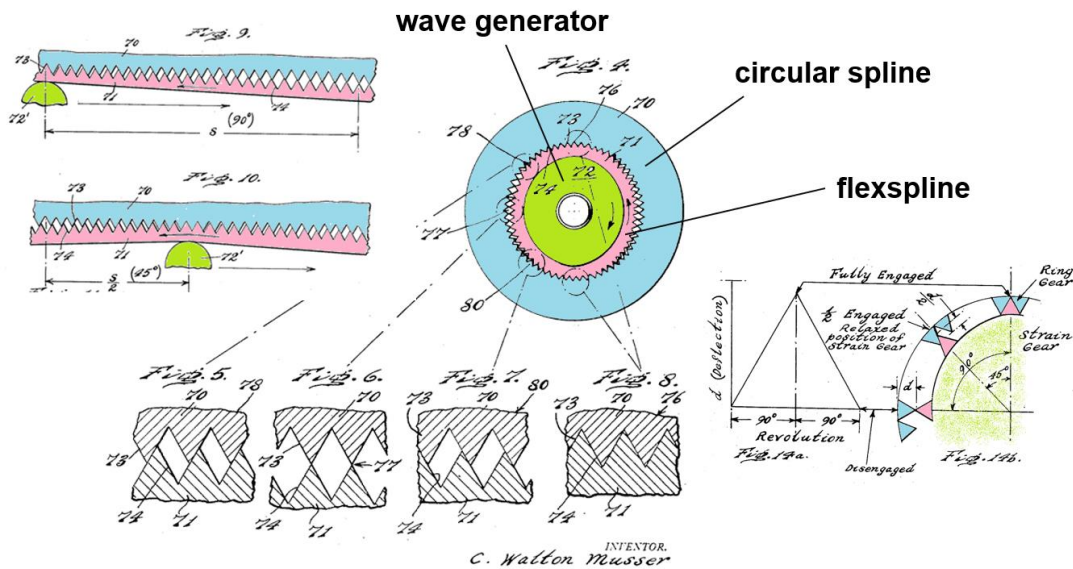 wave generator
circular spline
flexspline
Fig. 9.
70
73
71
74
72'
(90°)
S
Fig. 10.
73
70
74
71
72'
S/2 (45°)
Fig. 4.
76
70
73
78
71
74
72
77
80
Fig. 5.
70
78
73
74
71
Fig. 6.
70
73
77
74
71
Fig. 7.
73
70
80
74
71
Fig. 8.
73
70
76
74
71
Fully Engaged
Ring
Gear
1/2 Engaged
Relaxed
position of
Strain Gear
Strain
Gear
d (Deflection)
90°
45°
d
90° 90°
Revolution
Fig. 14a.
Disengaged
Fig. 14b.
INVENTOR.
C. Walton Musser